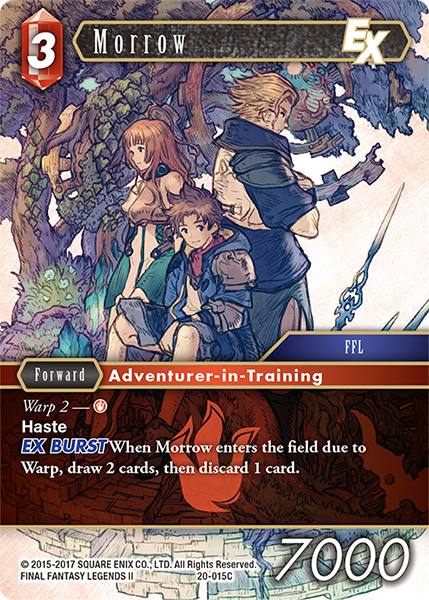 3
Morrow
EX
FFL
Forward
Adventurer-in-Training
Warp 2 —
Haste
EX BURST When Morrow enters the field due to
Warp, draw 2 cards, then discard 1 card.
© 2015-2017 SQUARE ENIX CO., LTD. All Rights Reserved.
FINAL FANTASY LEGENDS II
20-015C
7000